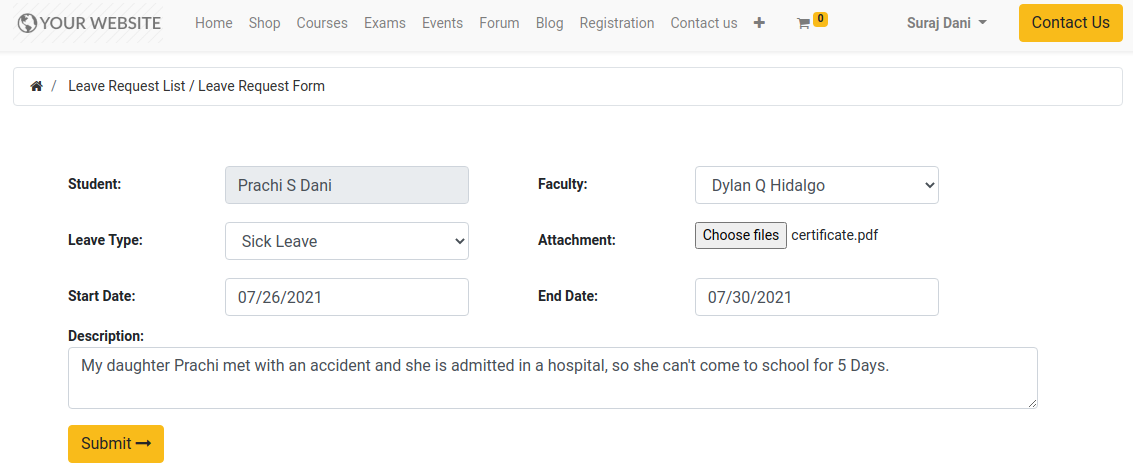 YOUR WEBSITE Home Shop Courses Exams Events Forum Blog Registration Contact us + 0 Suraj Dani Contact Us
/ Leave Request List / Leave Request Form
Student: Prachi S Dani Faculty: Dylan Q Hidalgo
Leave Type: Sick Leave Attachment: Choose files certificate.pdf
Start Date: 07/26/2021 End Date: 07/30/2021
Description:
My daughter Prachi met with an accident and she is admitted in a hospital, so she can't come to school for 5 Days.
Submit